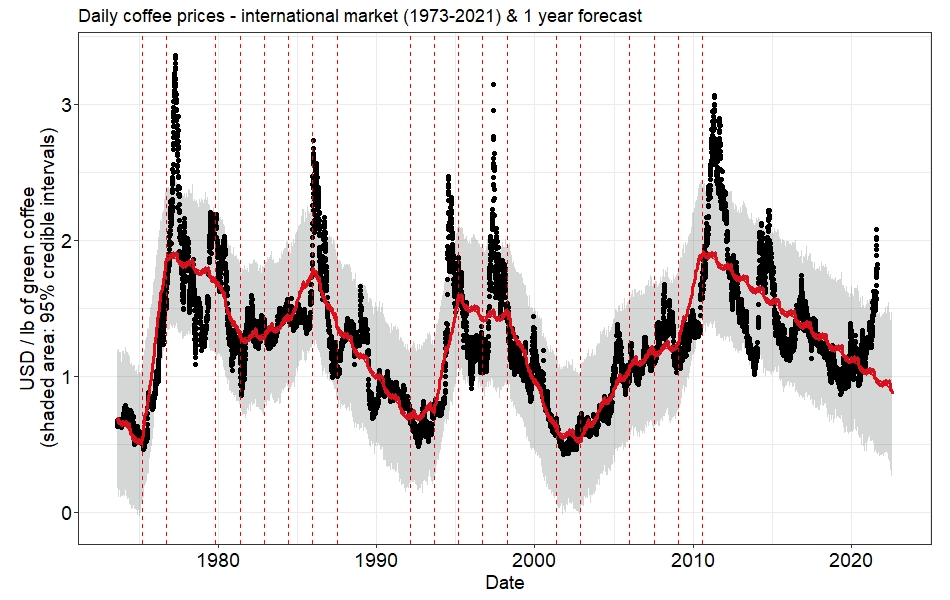 Daily coffee prices - international market (1973-2021) & 1 year forecast
USD / lb of green coffee
(shaded area: 95% credible intervals)
3
2
1
0
1980 1990 2000 2010 2020
Date